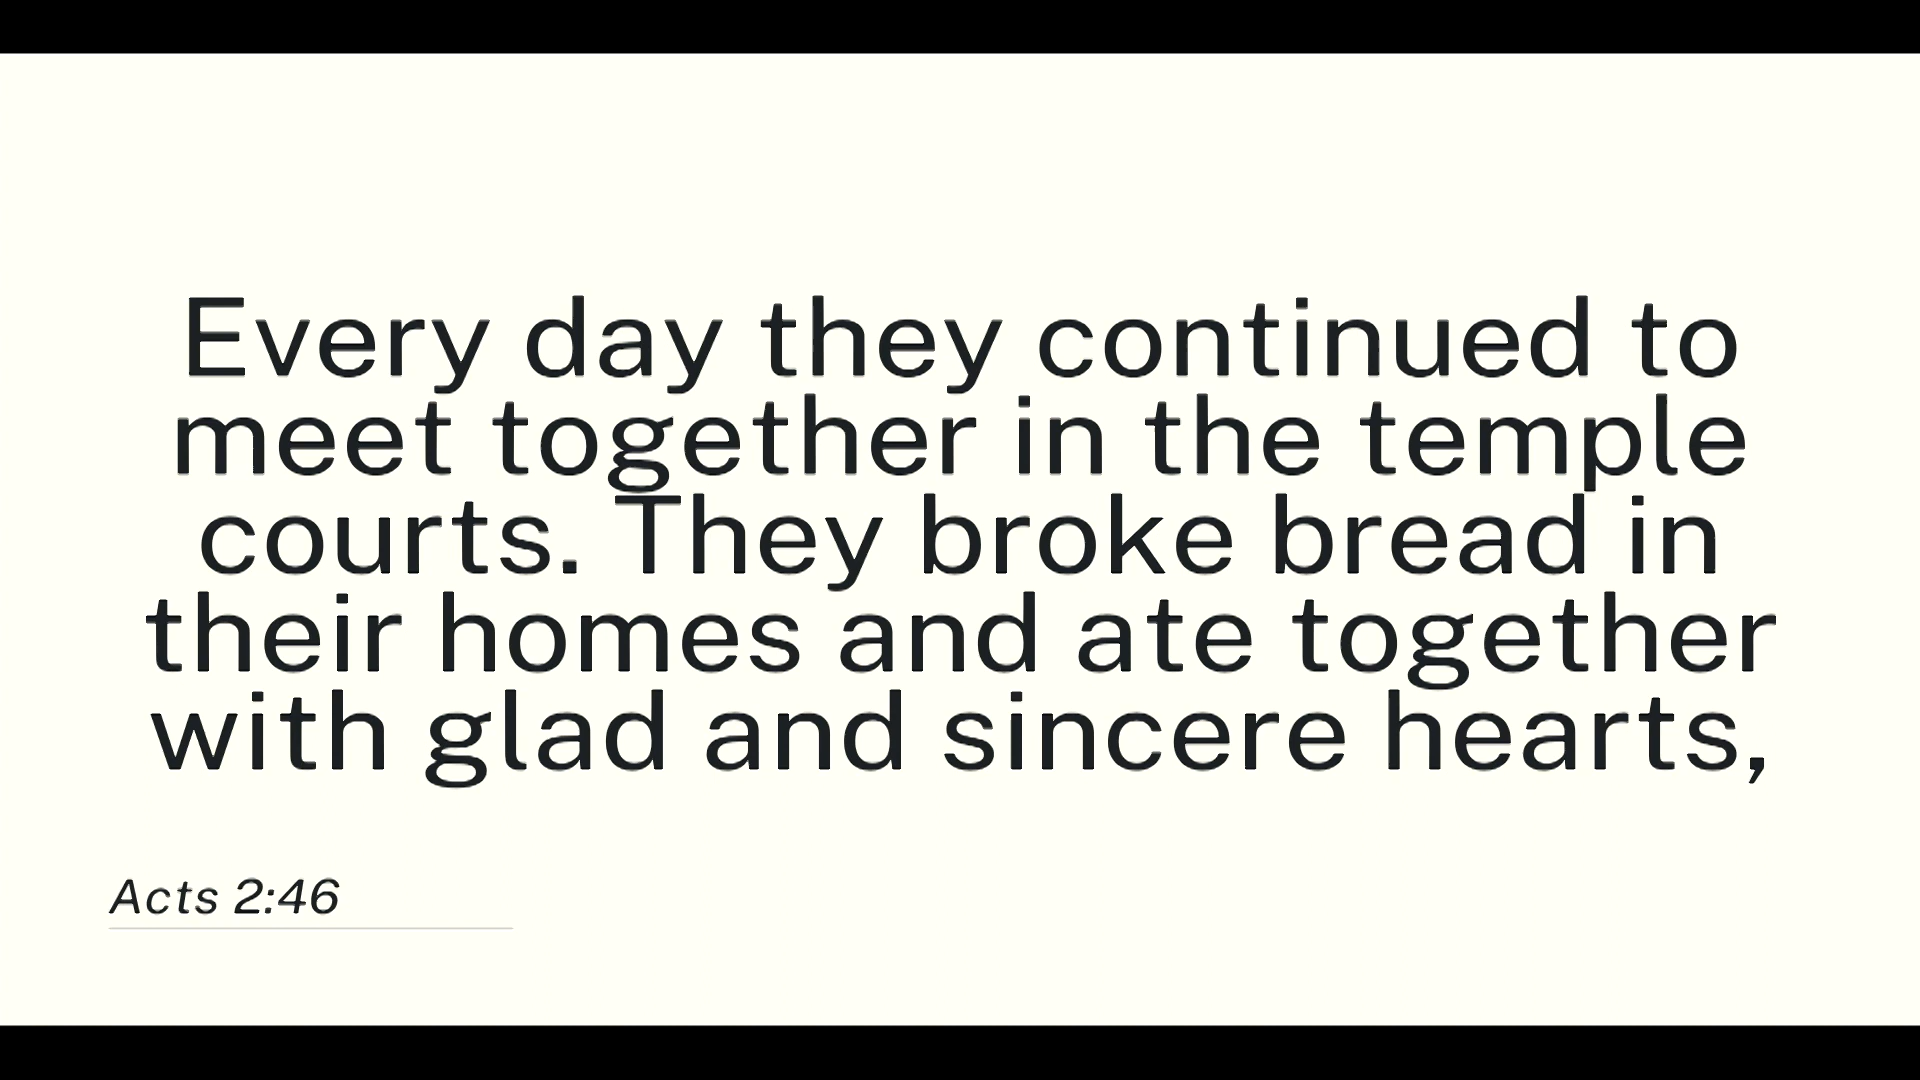 Every day they continued to
meet together in the temple
courts. They broke bread in
their homes and ate together
with glad and sincere hearts,
Acts 2:46